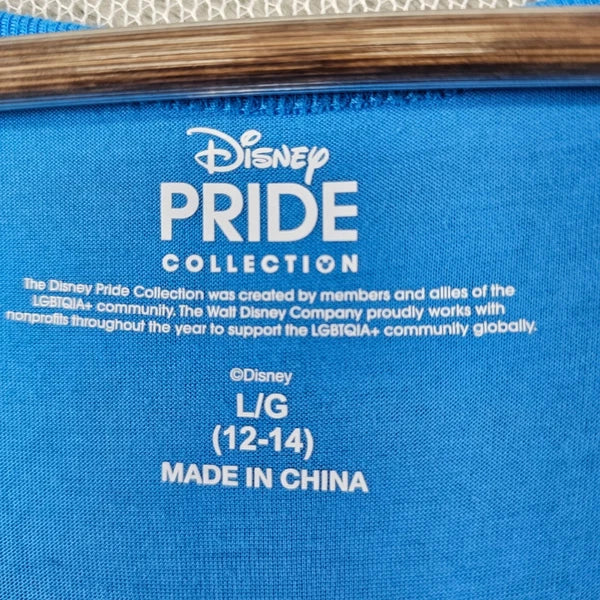 Disney
PRIDE
COLLECTION
The Disney Pride Collection was created by members and allies of the
LGBTQIA+ community. The Walt Disney Company proudly works with
nonprofits throughout the year to support the LGBTQIA+ community globally.
©Disney
L/G
(12-14)
MADE IN CHINA